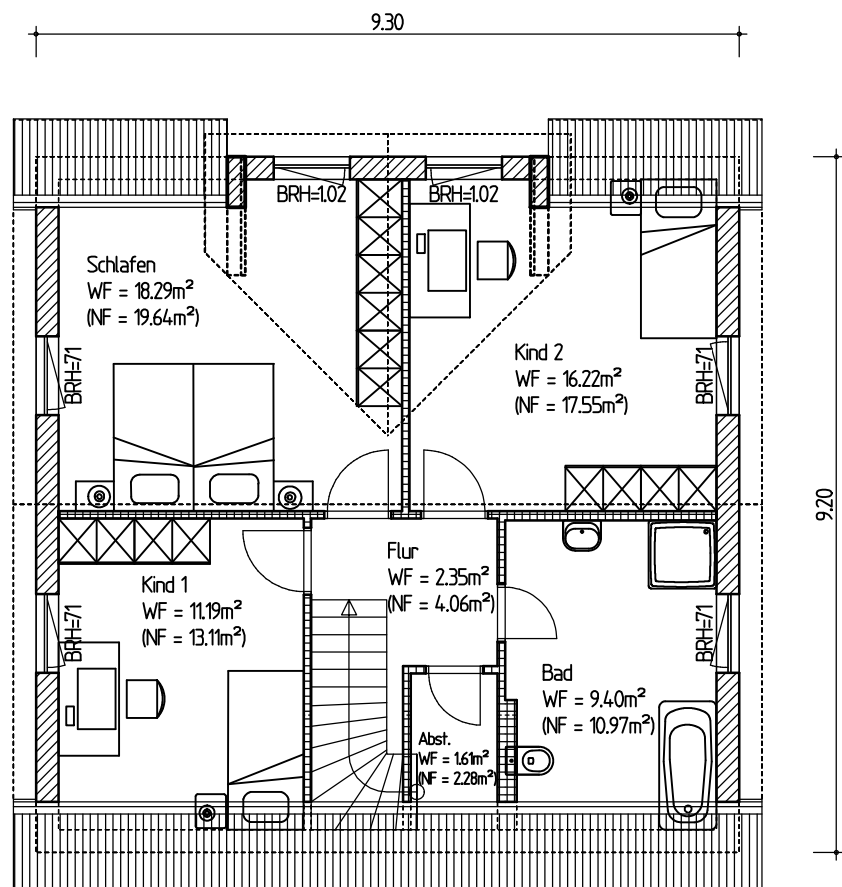 9.30
BRH=1.02
BRH=1.02
Schlafen
WF = 18.29m²
(NF = 19.64m²)
Kind 2
WF = 16.22m²
(NF = 17.55m²)
BRH=71
BRH=71
9.20
Flur
WF = 2.35m²
(NF = 4.06m²)
Kind 1
WF = 11.19m²
(NF = 13.11m²)
BRH=71
BRH=71
Bad
WF = 9.40m²
(NF = 10.97m²)
Abst.
WF = 1.61m²
(NF = 2.28m²)